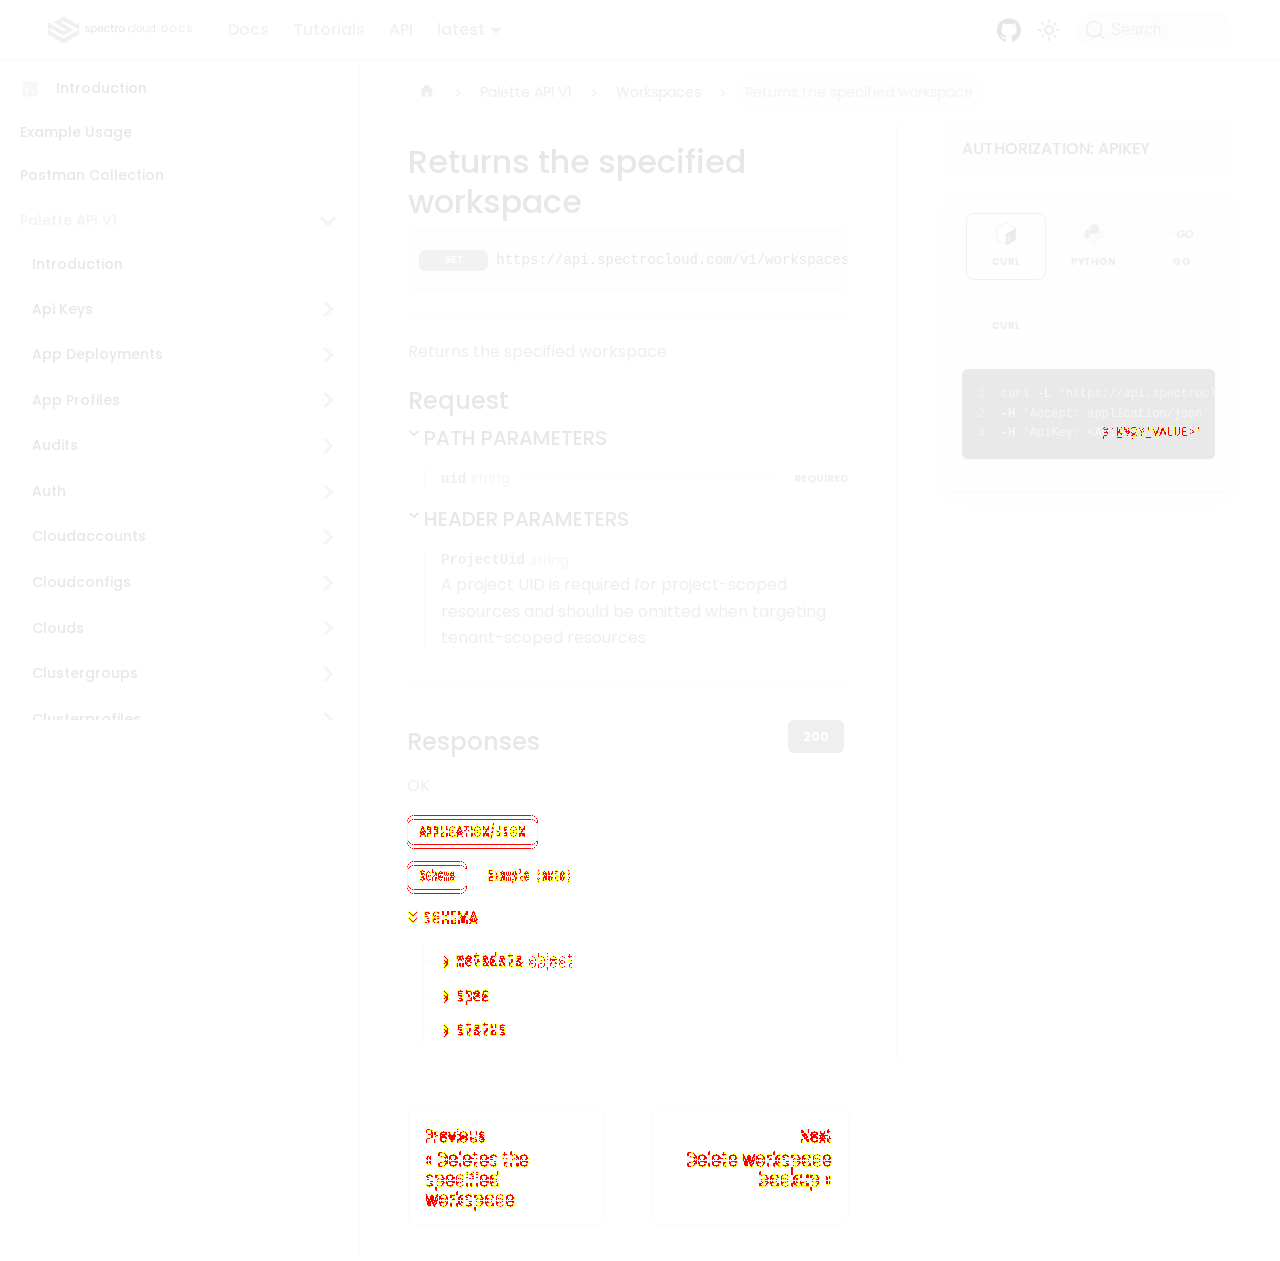 spectro cloud DOCS Docs Tutorials API latest Search
Introduction
Example Usage
Postman Collection
Palette API V1
Introduction
Api Keys
App Deployments
App Profiles
Audits
Auth
Cloudaccounts
Cloudconfigs
Clouds
Clustergroups
Clusterprofiles
Palette API V1 > Workspaces > Returns the specified workspace
Returns the specified
workspace
GET https://api.spectrocloud.com/v1/workspaces
Returns the specified workspace
Request
PATH PARAMETERS
uid string REQUIRED
HEADER PARAMETERS
ProjectUid string
A project UID is required for project-scoped
resources and should be omitted when targeting
tenant-scoped resources
Responses 200
OK
APPLICATION/JSON
Schema Example (auto)
SCHEMA
metadata object
spec
status
Previous
« Deletes the
specified
workspace
Next
Delete workspace
backup »
AUTHORIZATION: APIKEY
CURL PYTHON GO
CURL
1 curl -L 'https://api.spectrocl
2 -H 'Accept: application/json'
3 -H 'ApiKey: